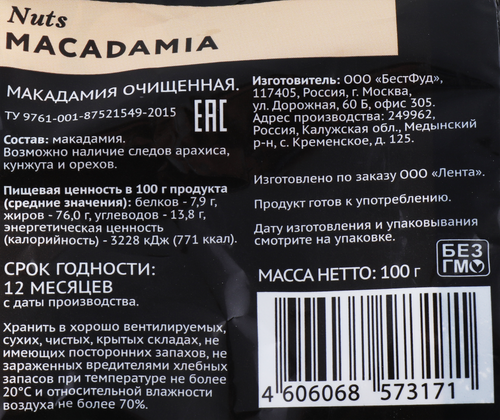 Nuts
MACADAMIA
МАКАДАМИЯ ОЧИЩЕННАЯ.
ТУ 9761-001-87521549-2015
EAC
Состав: макадамия.
Возможно наличие следов арахиса,
кунжута и орехов.
Пищевая ценность в 100 г продукта
(средние значения): белков - 7,9 г,
жиров - 76,0 г, углеводов - 13,8 г,
энергетическая ценность
(калорийность) - 3228 кДж (771 ккал).
СРОК ГОДНОСТИ:
12 МЕСЯЦЕВ
с даты производства.
Хранить в хорошо вентилируемых,
сухих, чистых, крытых складах, не
имеющих посторонних запахов, не
зараженных вредителями хлебных
запасов при температуре не более
20°С и относительной влажности
воздуха не более 70%.
Изготовитель: ООО «БестФуд»,
117405, Россия, г. Москва,
ул. Дорожная, 60 Б, офис 305.
Адрес производства: 249962,
Россия, Калужская обл., Медынский
р-н, с. Кременское, д. 125.
Изготовлено по заказу ООО «Лента».
Продукт готов к употреблению.
Дату изготовления и упаковывания
смотрите на упаковке.
БЕЗ
ГМО
МАССА НЕТТО: 100 г
4 606068 573171